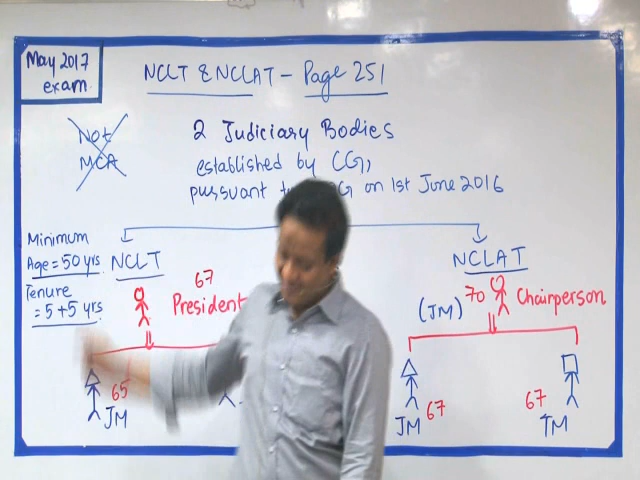 May 2017
exam
NCLT & NCLAT - Page 251
Not
MCA
2 Judiciary Bodies
established by CG,
pursuant G on 1st June 2016
Minimum
Age = 50 yrs.
Tenure
= 5 + 5 yrs
NCLT
67
President
65
JM
NCLAT
(JM)
70
Chairperson
JM
67
67
TM